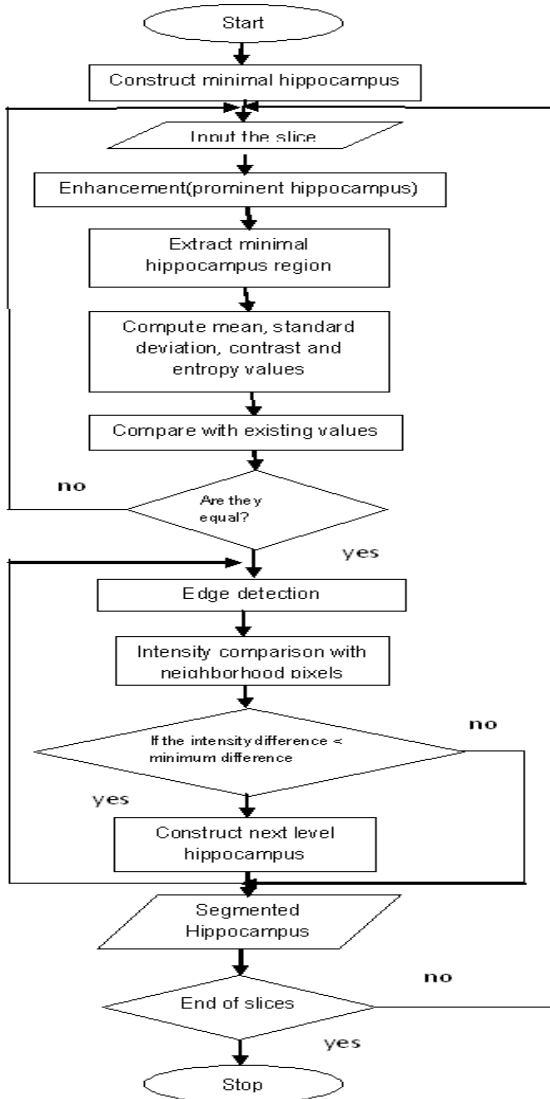 Start
Construct minimal hippocampus
Input the slice
Enhancement(prominent hippocampus)
Extract minimal
hippocampus region
Compute mean, standard
deviation, contrast and
entropy values
Compare with existing values
no
Are they
equal?
yes
Edge detection
Intensity comparison with
neighborhood pixels
no
If the intensity difference <
minimum difference
yes
Construct next level
hippocampus
Segmented
Hippocampus
no
End of slices
yes
Stop